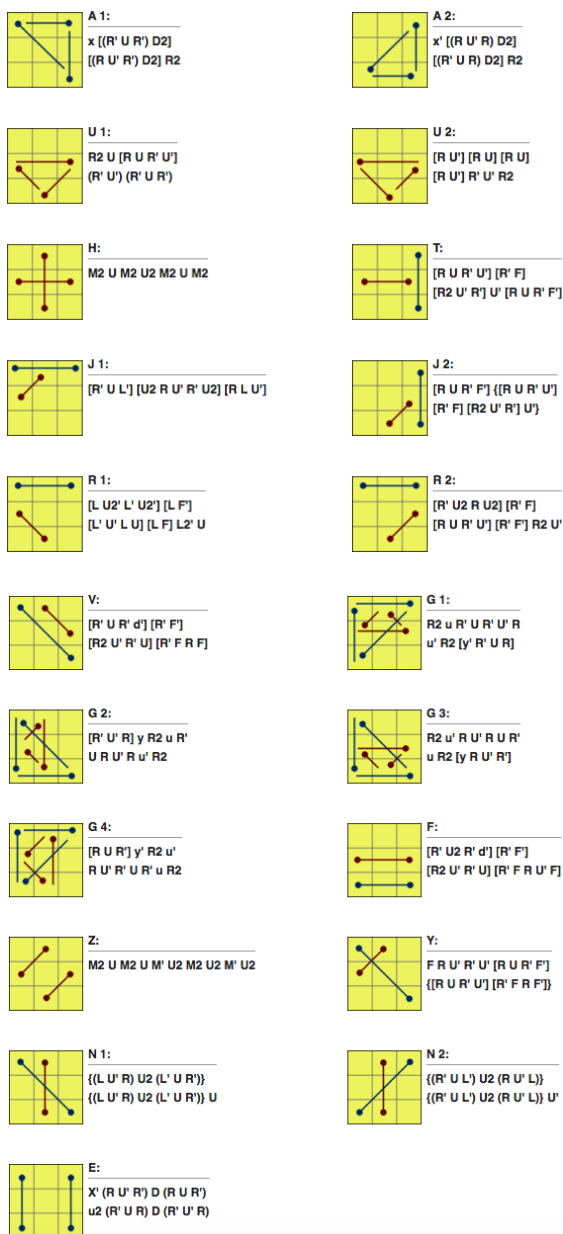 A 1:
x [(R' U R') D2]
[(R U' R') D2] R2
A 2:
x' [(R U' R) D2]
[(R' U R) D2] R2
U 1:
R2 U [R U R' U']
(R' U') (R' U R')
U 2:
[R U'] [R U] [R U]
[R U'] R' U' R2
H:
M2 U M2 U2 M2 U M2
T:
[R U R' U'] [R' F]
[R2 U' R'] U' [R U R' F']
J 1:
[R' U L'] [U2 R U' R' U2] [R L U']
J 2:
[R U R' F'] {[R U R' U']
[R' F] [R2 U' R'] U'}
R 1:
[L U2' L' U2'] [L F']
[L' U' L U] [L F] L2' U
R 2:
[R' U2 R U2] [R' F]
[R U R' U'] [R' F'] R2 U'
V:
[R' U R' d'] [R' F']
[R2 U' R' U] [R' F R F]
G 1:
R2 u R' U R' U' R
u' R2 [y' R' U R]
G 2:
[R' U' R] y R2 u R'
U R U' R u' R2
G 3:
R2 u' R U' R U R'
u R2 [y R U' R']
G 4:
[R U R'] y' R2 u'
R U' R' U R' u R2
F:
[R' U2 R' d'] [R' F']
[R2 U' R' U] [R' F R U' F]
Z:
M2 U M2 U M' U2 M2 U2 M' U2
Y:
F R U' R' U' [R U R' F']
{[R U R' U'] [R' F R F']}
N 1:
{(L U' R) U2 (L' U R')}
{(L U' R) U2 (L' U R')} U
N 2:
{(R' U L') U2 (R U' L)}
{(R' U L') U2 (R U' L)} U'
E:
X' (R U' R') D (R U R')
u2 (R' U R) D (R' U' R)